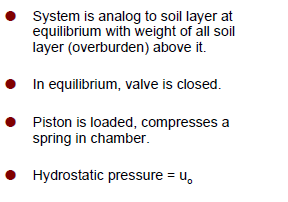 ● System is analog to soil layer at
equilibrium with weight of all soil
layer (overburden) above it.
● In equilibrium, valve is closed.
● Piston is loaded, compresses a
spring in chamber.
● Hydrostatic pressure = uₒ